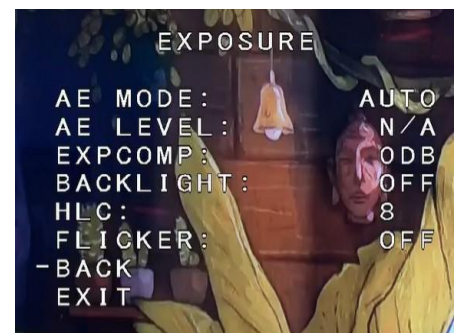 EXPOSURE
AE MODE: AUTO
AE LEVEL: N/A
EXPCOMP: 0DB
BACKLIGHT: OFF
HLC: 8
FLICKER: OFF
-BACK
EXIT